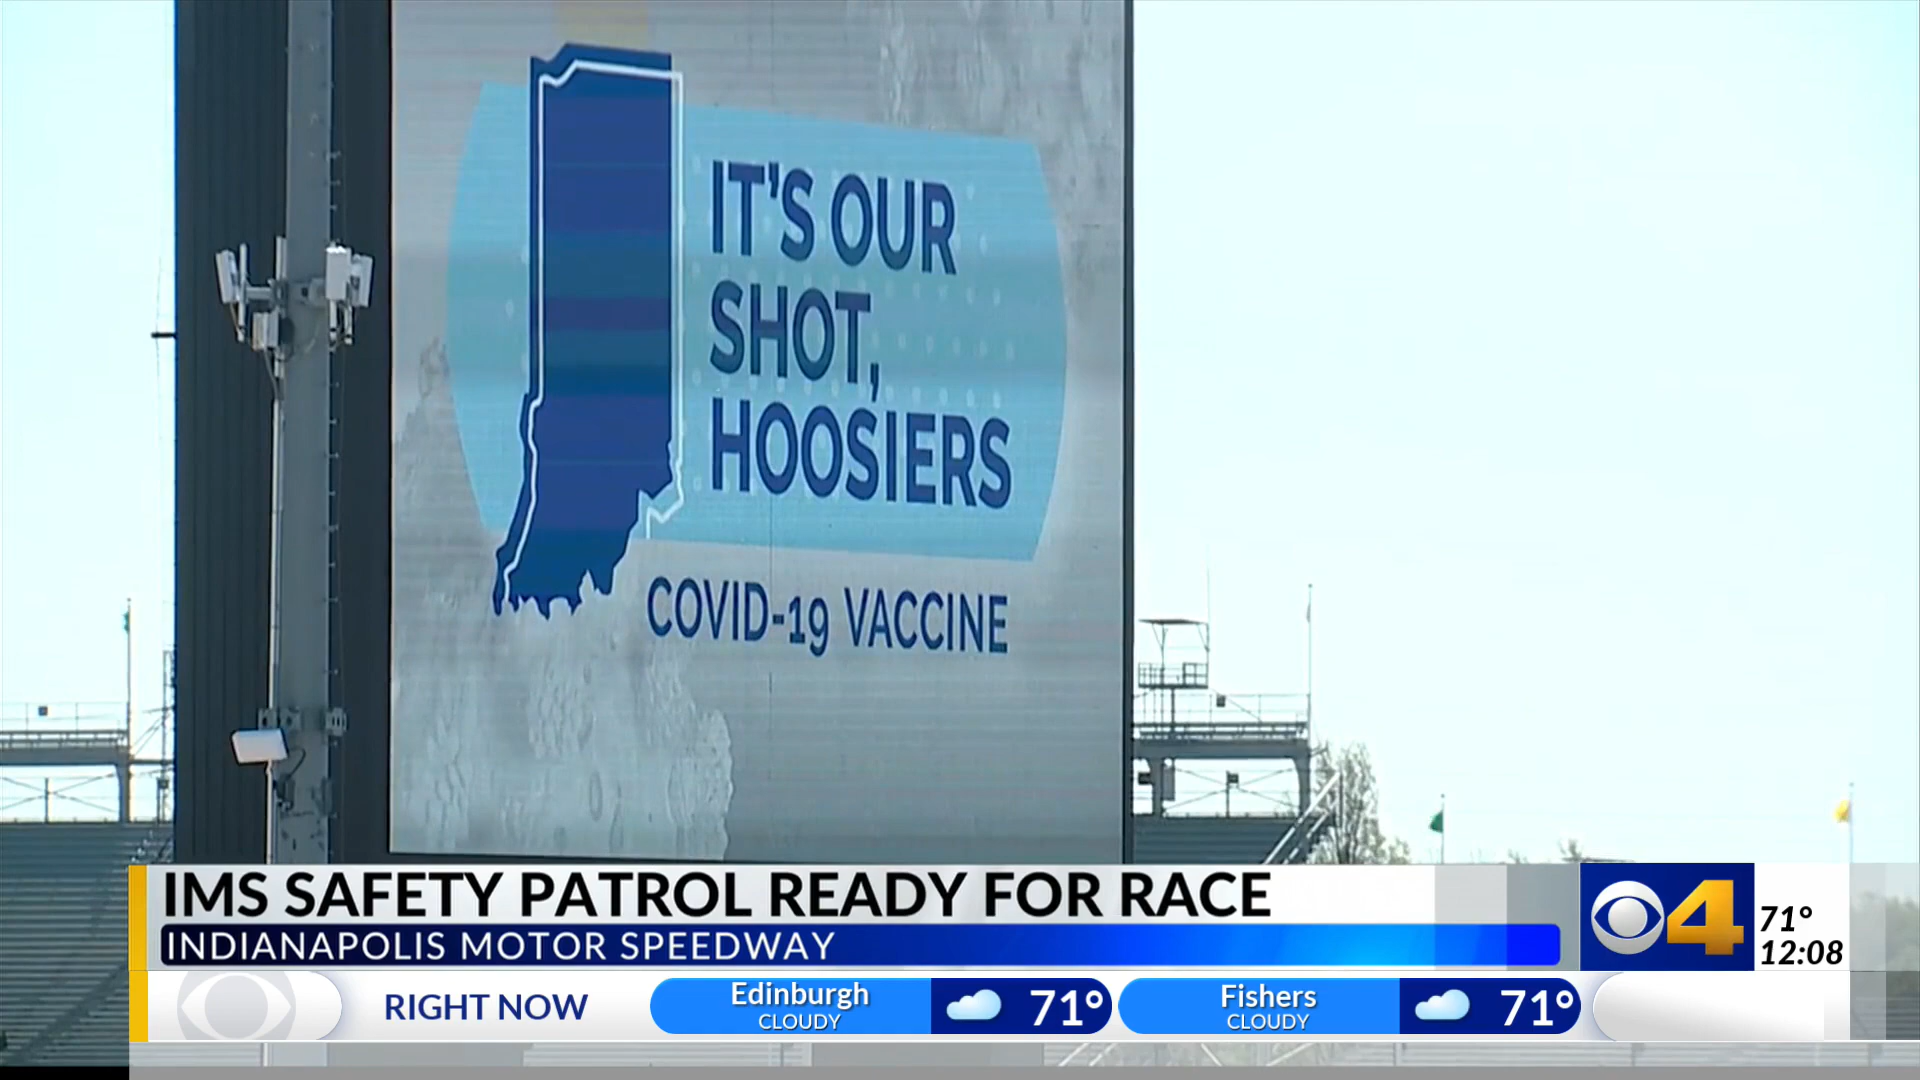 IT'S OUR
SHOT,
HOOSIERS
COVID-19 VACCINE
IMS SAFETY PATROL READY FOR RACE
INDIANAPOLIS MOTOR SPEEDWAY
4
71°
12:08
RIGHT NOW
Edinburgh
CLOUDY
71°
Fishers
CLOUDY
71°